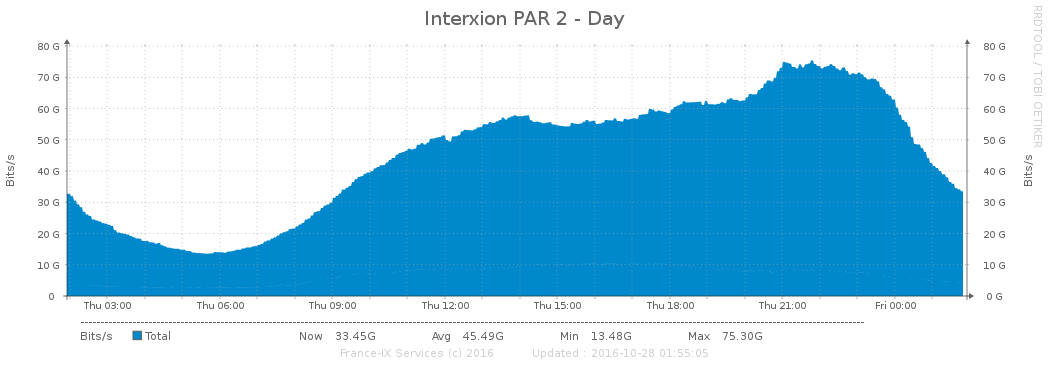 Interxion PAR 2 - Day
RRDTOOL / TOBI OETIKER
Bits/s
Bits/s
80 G 80 G
70 G 70 G
60 G 60 G
50 G 50 G
40 G 40 G
30 G 30 G
20 G 20 G
10 G 10 G
0 0 G
Thu 03:00 Thu 06:00 Thu 09:00 Thu 12:00 Thu 15:00 Thu 18:00 Thu 21:00 Fri 00:00
Bits/s Total Now 33.45G Avg 45.49G Min 13.48G Max 75.30G
France-IX Services (c) 2016 Updated : 2016-10-28 01:55:05